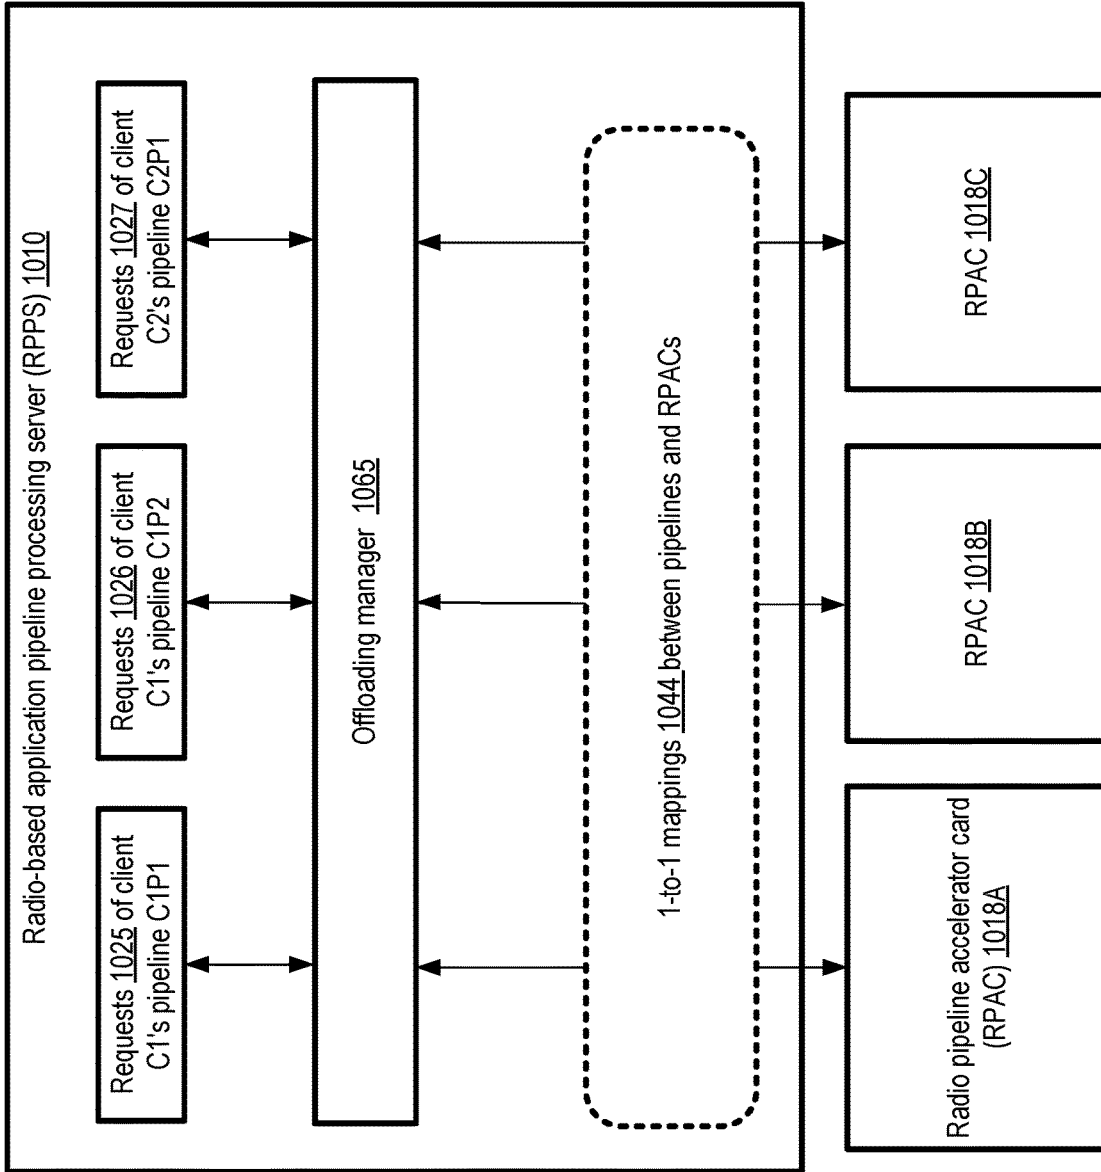 Radio-based application pipeline processing server (RPPS) 1010
Requests 1025 of client
C1's pipeline C1P1
Requests 1026 of client
C1's pipeline C1P2
Requests 1027 of client
C2's pipeline C2P1
Offloading manager 1065
1-to-1 mappings 1044 between pipelines and RPACs
Radio pipeline accelerator card
(RPAC) 1018A
RPAC 1018B
RPAC 1018C